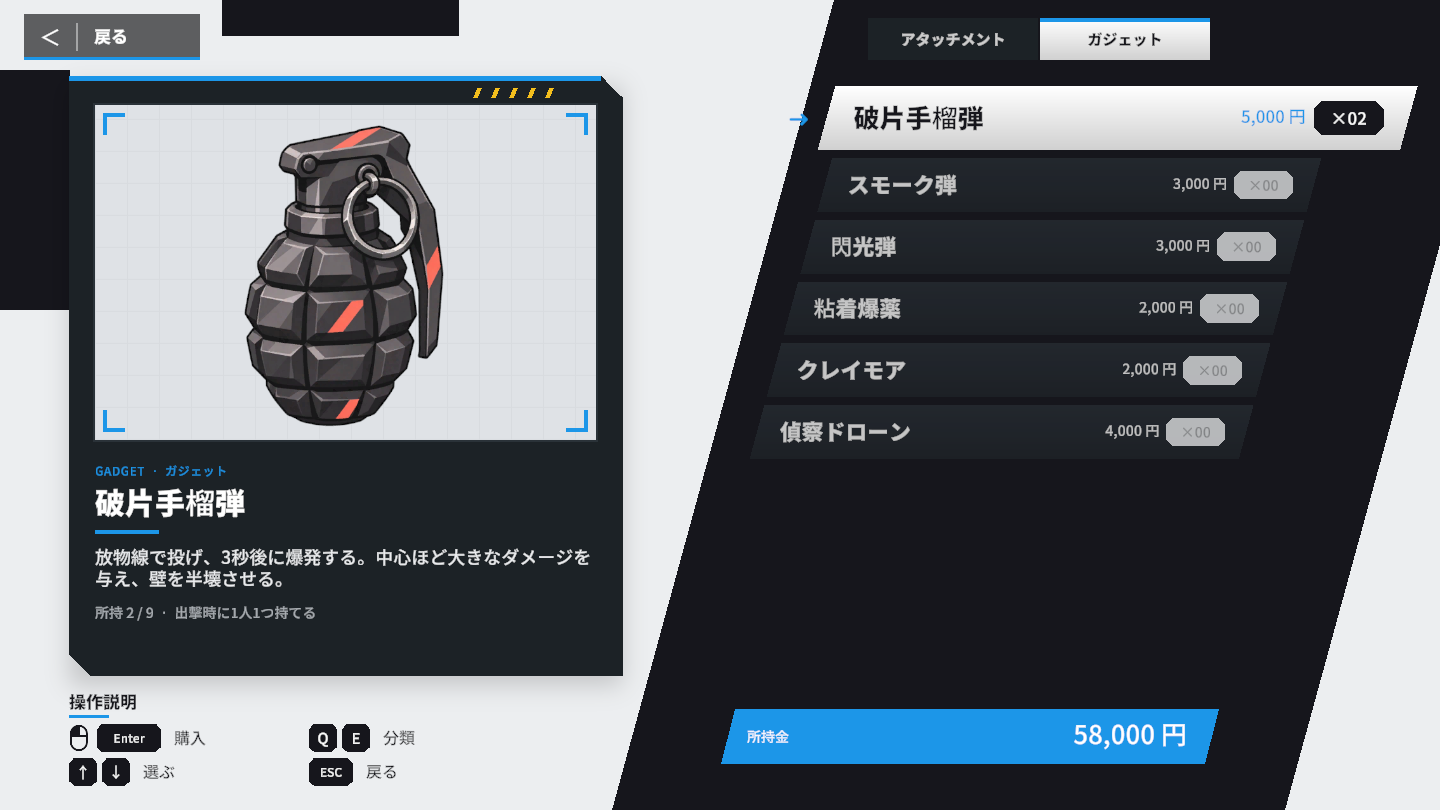 < 戻る
アタッチメント
ガジェット
破片手榴弾 5,000 円 ×02
スモーク弾 3,000 円 ×00
閃光弾 3,000 円 ×00
粘着爆薬 2,000 円 ×00
クレイモア 2,000 円 ×00
偵察ドローン 4,000 円 ×00
GADGET · ガジェット
破片手榴弾
放物線で投げ、3秒後に爆発する。中心ほど大きなダメージを
与え、壁を半壊させる。
所持 2 / 9 · 出撃時に1人1つ持てる
操作説明
Enter 購入
Q E 分類
↑ ↓ 選ぶ
ESC 戻る
所持金 58,000 円